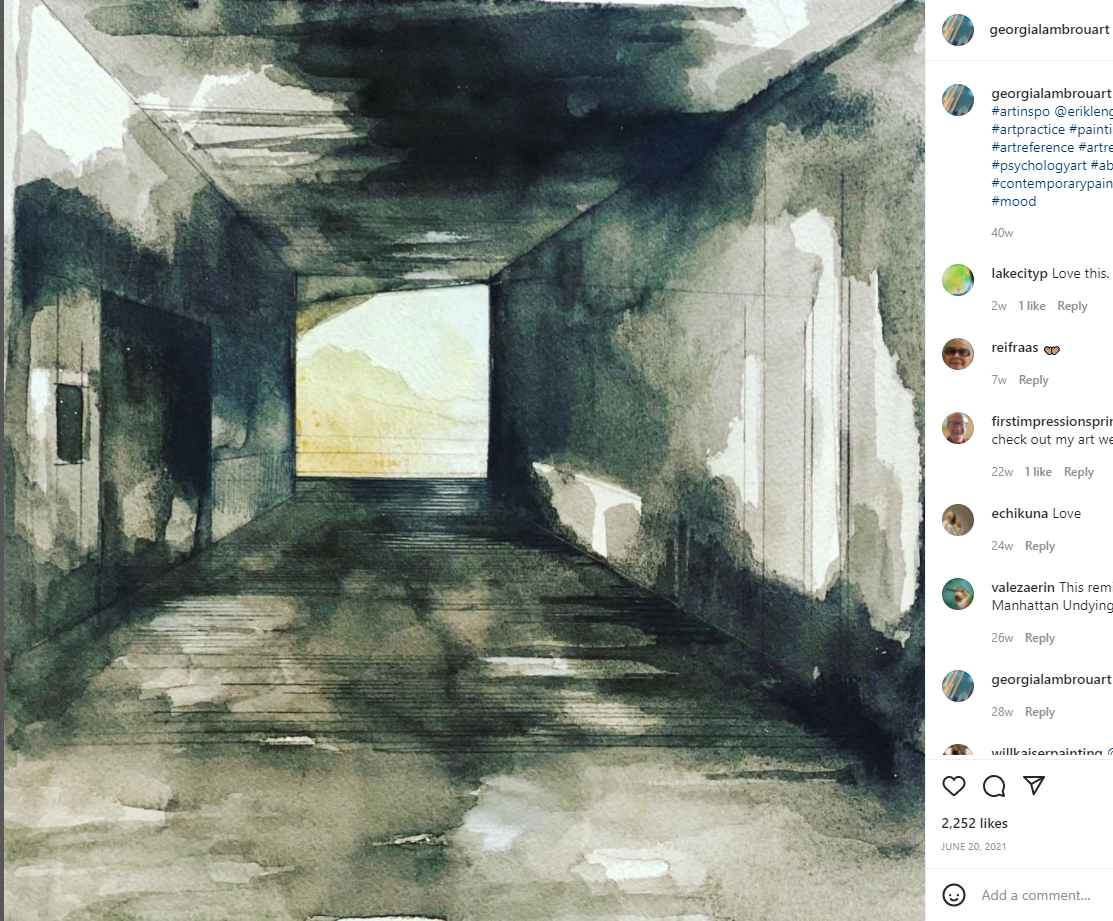 georgialambrouart
georgialambrouart
#artinspo @erikleng
#artpractice #painti
#artreference #artre
#psychologyart #ab
#contemporarypain
#mood
40w
lakecityp Love this.
2w 1 like Reply
reifraas
7w Reply
firstimpressionsprin
check out my art we
22w 1 like Reply
echikuna Love
24w Reply
valezaerin This remi
Manhattan Undying
26w Reply
georgialambrouart
28w Reply
willkaiserpainting @
2,252 likes
JUNE 20, 2021
Add a comment...